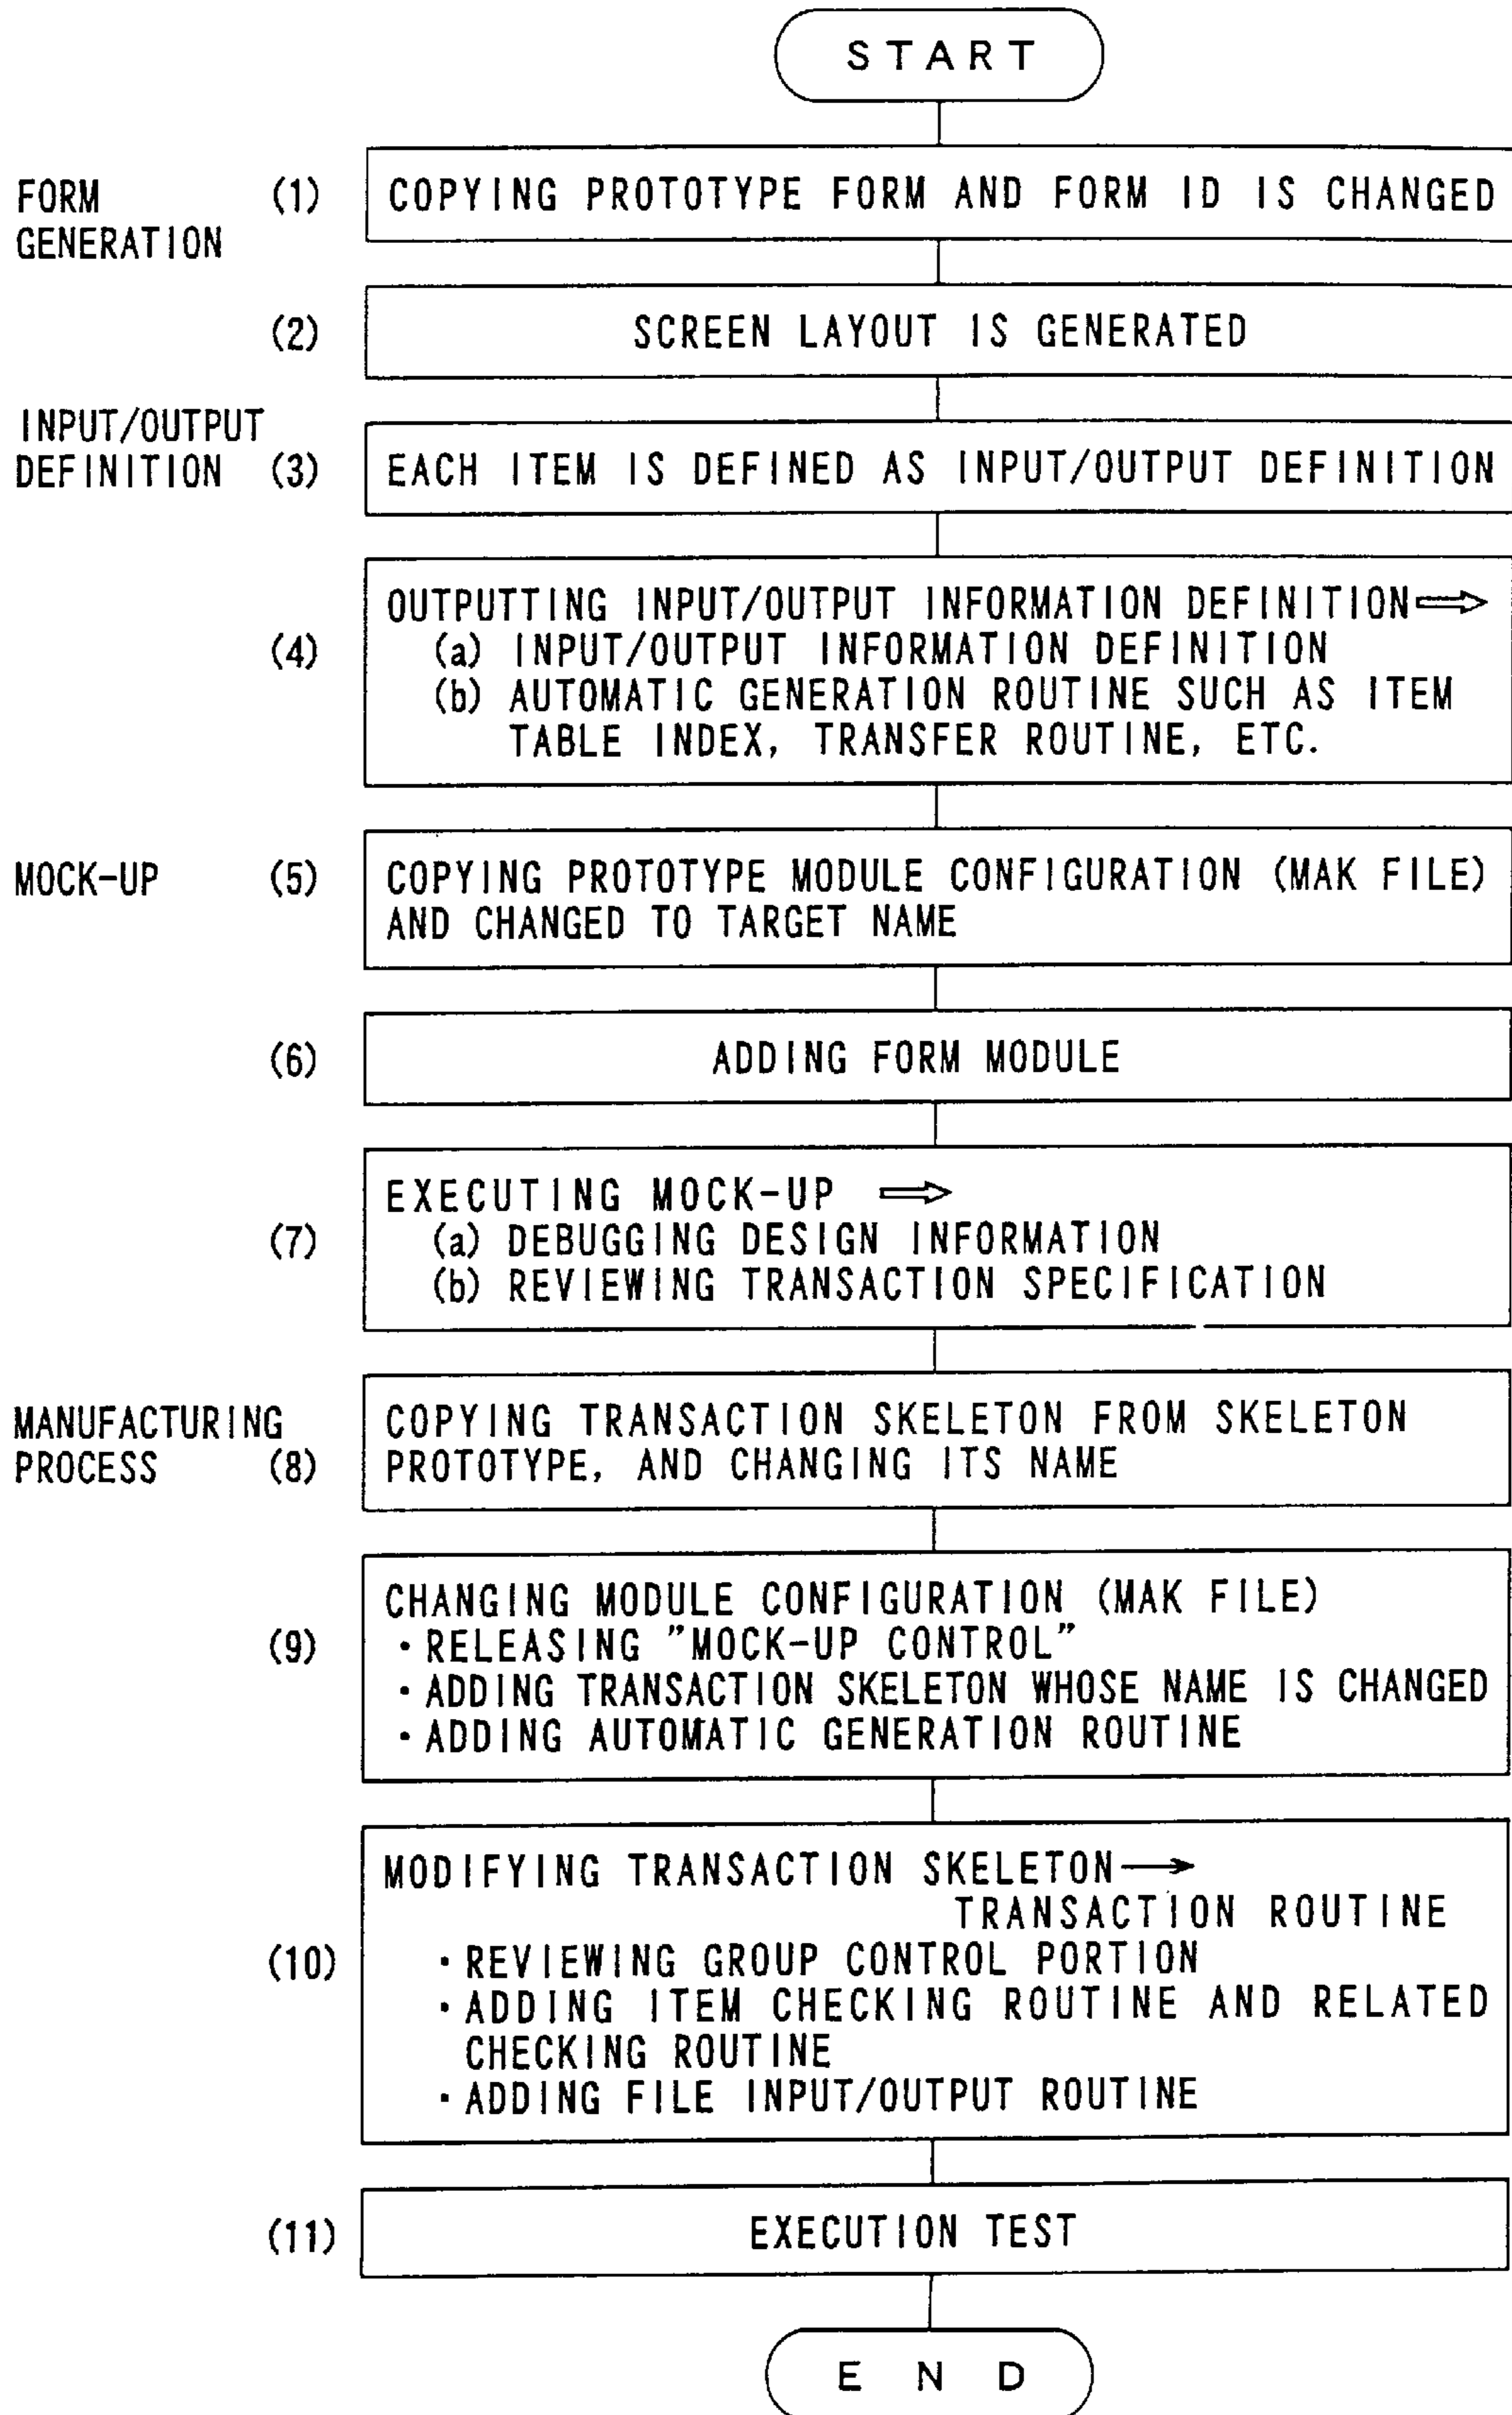 START
FORM
GENERATION
(1)
COPYING PROTOTYPE FORM AND FORM ID IS CHANGED
(2)
SCREEN LAYOUT IS GENERATED
INPUT/OUTPUT
DEFINITION
(3)
EACH ITEM IS DEFINED AS INPUT/OUTPUT DEFINITION
(4)
OUTPUTTING INPUT/OUTPUT INFORMATION DEFINITION⇒
(a) INPUT/OUTPUT INFORMATION DEFINITION
(b) AUTOMATIC GENERATION ROUTINE SUCH AS ITEM
TABLE INDEX, TRANSFER ROUTINE, ETC.
MOCK-UP
(5)
COPYING PROTOTYPE MODULE CONFIGURATION (MAK FILE)
AND CHANGED TO TARGET NAME
(6)
ADDING FORM MODULE
(7)
EXECUTING MOCK-UP ⇒
(a) DEBUGGING DESIGN INFORMATION
(b) REVIEWING TRANSACTION SPECIFICATION
MANUFACTURING
PROCESS
(8)
COPYING TRANSACTION SKELETON FROM SKELETON
PROTOTYPE, AND CHANGING ITS NAME
(9)
CHANGING MODULE CONFIGURATION (MAK FILE)
・RELEASING "MOCK-UP CONTROL"
・ADDING TRANSACTION SKELETON WHOSE NAME IS CHANGED
・ADDING AUTOMATIC GENERATION ROUTINE
(10)
MODIFYING TRANSACTION SKELETON→
TRANSACTION ROUTINE
・REVIEWING GROUP CONTROL PORTION
・ADDING ITEM CHECKING ROUTINE AND RELATED
CHECKING ROUTINE
・ADDING FILE INPUT/OUTPUT ROUTINE
(11)
EXECUTION TEST
END